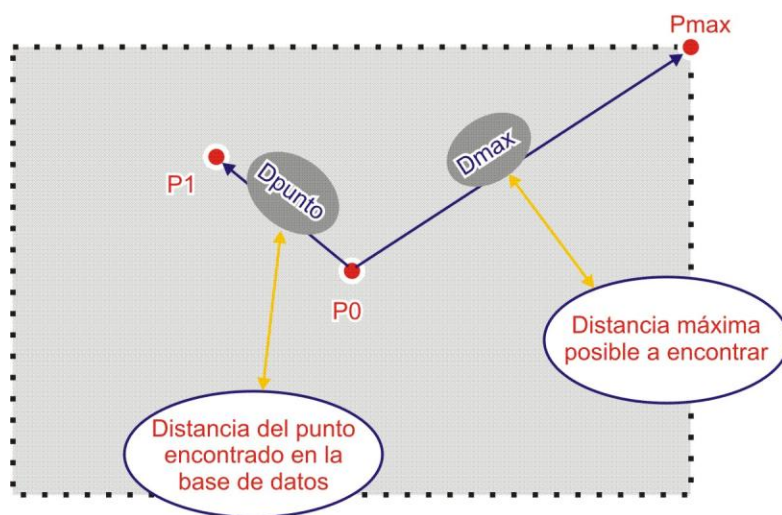 Pmax
Dmax
P1
Dpunto
P0
Distancia máxima
posible a encontrar
Distancia del punto
encontrado en la
base de datos